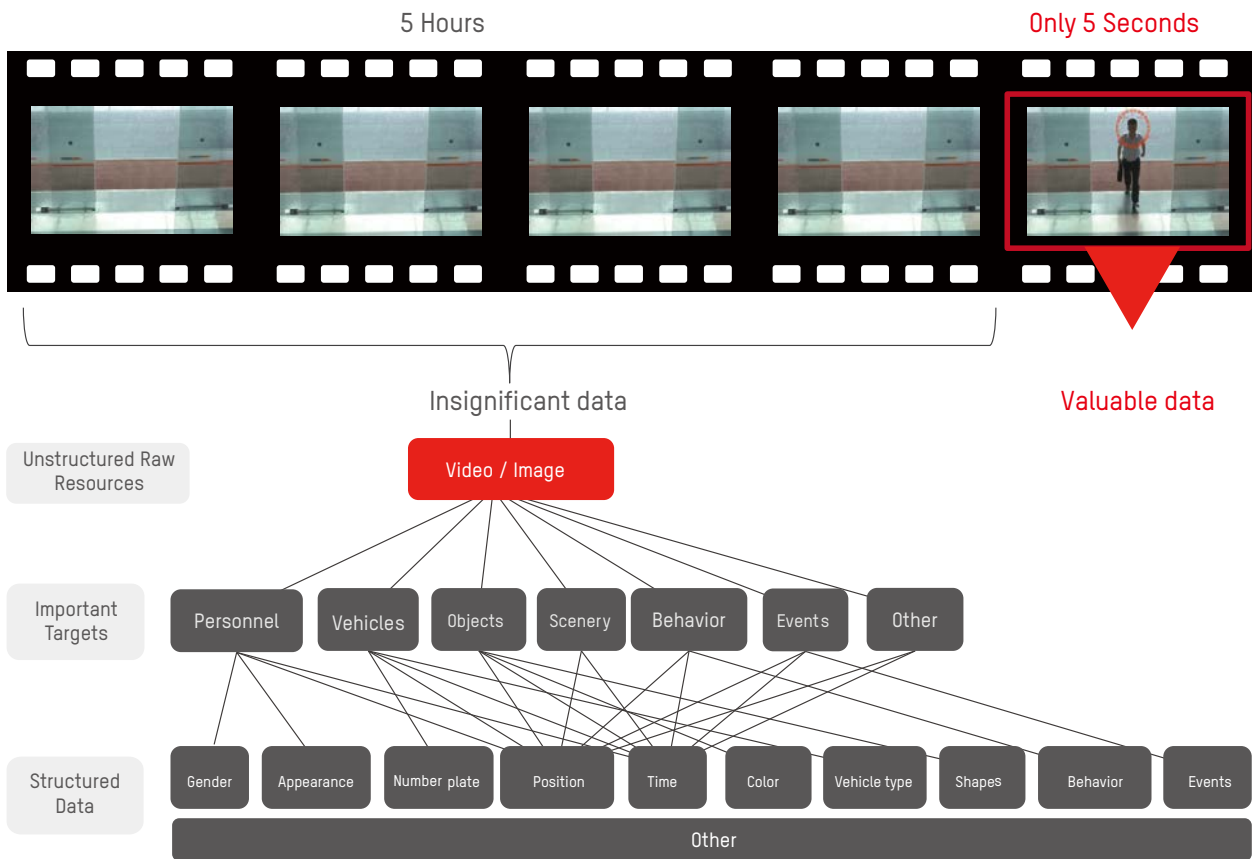 5 Hours
Only 5 Seconds
Insignificant data
Valuable data
Unstructured Raw
Resources
Video / Image
Important
Targets
Personnel
Vehicles
Objects
Scenery
Behavior
Events
Other
Structured
Data
Gender
Appearance
Number plate
Position
Time
Color
Vehicle type
Shapes
Behavior
Events
Other